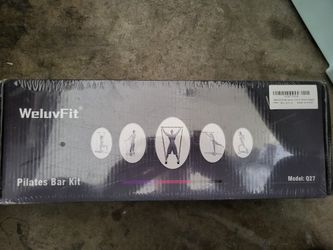 WeluvFit
Pilates Bar Kit
Model: Q27